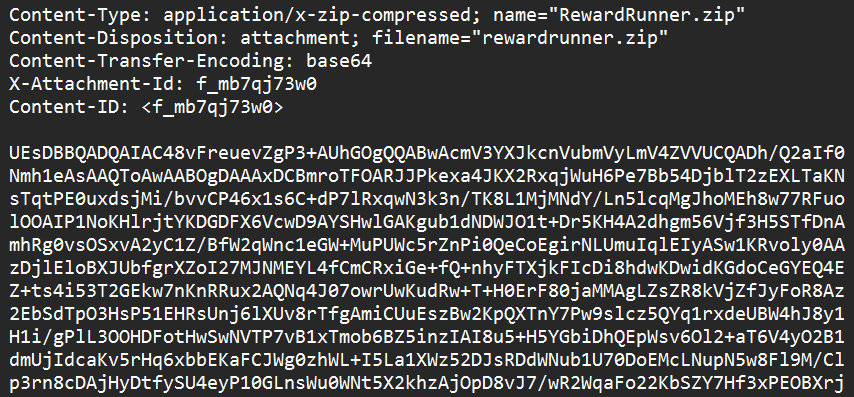 Content-Type: application/x-zip-compressed; name="RewardRunner.zip"
Content-Disposition: attachment; filename="rewardrunner.zip"
Content-Transfer-Encoding: base64
X-Attachment-Id: f_mb7qj73w0
Content-ID: <f_mb7qj73w0>

UEsDBBQADQAIAC48vFreuevZgP3+AUhGOgQQABwAcmV3YXJkcnVubmVyLmV4ZVVUCQADh/Q2aIf0
Nmh1eAsAAQToAwAABOgDAAAxDCBmroTFOARJJPkexa4JKX2RxqjWuH6Pe7Bb54DjblT2zEXLTaKN
sTqtPE0uxdsjMi/bvvCP46x1s6C+dP7lRxqwN3k3n/TK8L1MjMNdY/Ln5lcqMgJhoMEh8w77RFuo
lOOAIP1NoKHlrjtYKDGDFX6VcwD9AYSHwlGAKgub1dNDWJO1t+Dr5KH4A2dhgm56Vjf3H5STfDnA
mhRg0vsOSxvA2yC1Z/BfW2qWnc1eGW+MuPUWc5rZnPi0QeCoEgirNLUmuIqlEIyASw1KRvoly0AA
zDjlEloBXJUbfgrXZoI27MJNMEYL4fCmCRxiGe+fQ+nhyFTXjkFIcDi8hdwKDwidKGdoCeGYEQ4E
Z+ts4i53T2GEkw7nKnRRux2AQNq4J07owrUwKudRw+T+H0ErF80jaMMAgLZsZR8kVjZfJyFoR8Az
2EbSdTpO3HsP51EHRsUnj6lXUv8rTfgAmiCUuEszBw2KpQXTnY7Pw9slcz5QYq1rxdeUBW4hJ8y1
H1i/gPlL3OOHDFotHwSwNVTP7vB1xTmob6BZ5inzIAI8u5+H5YGbiDhQEpWsv6Ol2+aT6V4yO2B1
dmUjIdcaKv5rHq6xbbEKaFCJWg0zhWL+I5La1XWz52DJsRDdWNub1U70DoEMcLNupN5w8Fl9M/Cl
p3rn8cDAjHyDtfySU4eyP10GLnsWu0WNt5X2khzAjOpD8vJ7/wR2WqaFo22KbSZY7Hf3xPEOBXrj